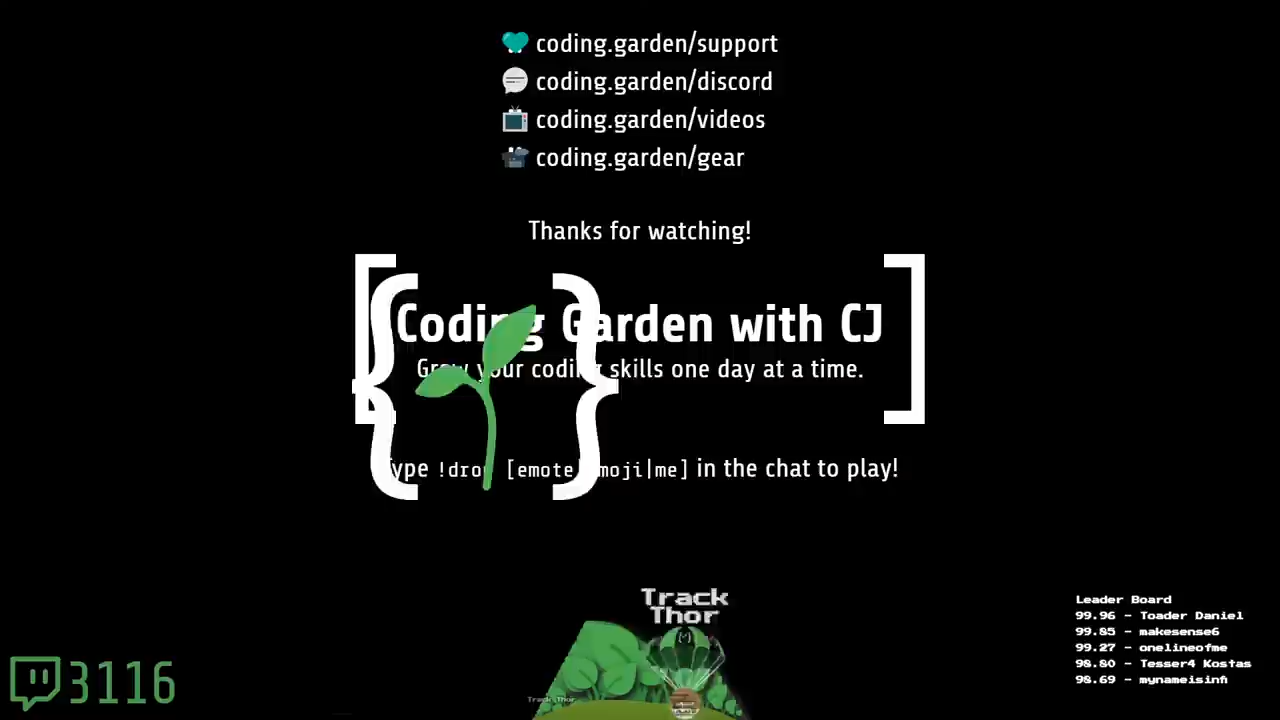 coding.garden/support
coding.garden/discord
coding.garden/videos
coding.garden/gear
Thanks for watching!
Coding Garden with CJ
Grow your coding skills one day at a time.
Type !drop [emote|emoji|me] in the chat to play!
Track
Thor
Track Thor
Leader Board
99.96 - Toader Daniel
99.85 - makesense6
99.27 - onelineofme
98.80 - Tesser4 Kostas
98.69 - mynameisinfi
3116